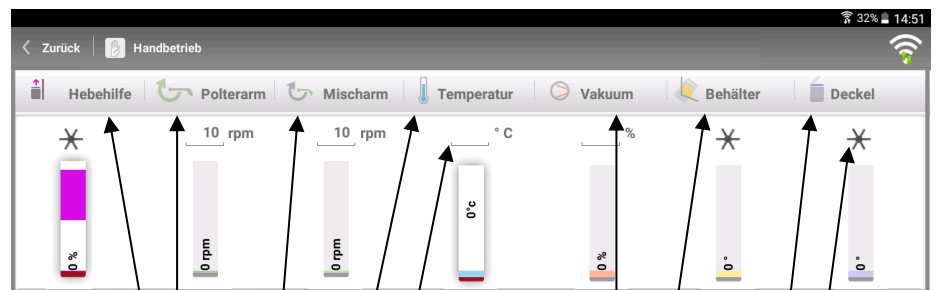 32% 14:51
Zurück Handbetrieb
Hebehilfe Polterarm Mischarm Temperatur Vakuum Behälter Deckel
10 rpm 10 rpm ° C %
0 % 0 rpm 0 rpm 0°c 0 % 0 ° 0 °